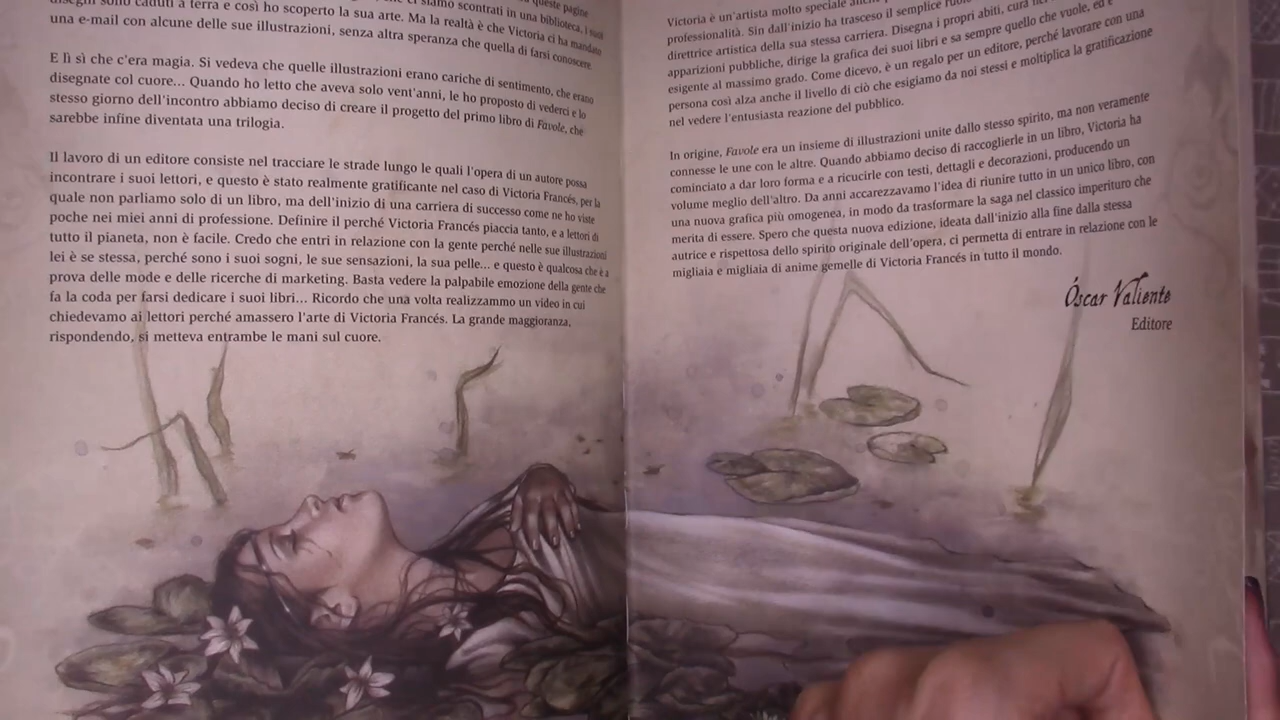 disegni sono caduti a terra e così ho scoperto la sua arte. Ma la realtà è che Victoria ci ha mandato
una e-mail con alcune delle sue illustrazioni, senza altra speranza che quella di farsi conoscere.
E lì sì che c'era magia. Si vedeva che quelle illustrazioni erano cariche di sentimento, che erano
disegnate col cuore... Quando ho letto che aveva solo vent'anni, le ho proposto di vederci e lo
stesso giorno dell'incontro abbiamo deciso di creare il progetto del primo libro di Favole, che
sarebbe infine diventata una trilogia.
Il lavoro di un editore consiste nel tracciare le strade lungo le quali l'opera di un autore possa
incontrare i suoi lettori, e questo è stato realmente gratificante nel caso di Victoria Francés, per la
quale non parliamo solo di un libro, ma dell'inizio di una carriera di successo come ne ho viste
poche nei miei anni di professione. Definire il perché Victoria Francés piaccia tanto, e a lettori di
tutto il pianeta, non è facile. Credo che entri in relazione con la gente perché nelle sue illustrazioni
lei è se stessa, perché sono i suoi sogni, le sue sensazioni, la sua pelle... e questo è qualcosa che è a
prova delle mode e delle ricerche di marketing. Basta vedere la palpabile emozione della gente che
fa la coda per farsi dedicare i suoi libri... Ricordo che una volta realizzammo un video in cui
chiedevamo ai lettori perché amassero l'arte di Victoria Francés. La grande maggioranza,
rispondendo, si metteva entrambe le mani sul cuore.
Victoria è un'artista molto speciale anche
professionalità. Sin dall'inizio ha trasceso il semplice
direttrice artistica della sua stessa carriera. Disegna i propri abiti, cura
apparizioni pubbliche, dirige la grafica dei suoi libri e sa sempre quello che vuole, ed è
esigente al massimo grado. Come dicevo, è un regalo per un editore, perché lavorare con una
persona così alza anche il livello di ciò che esigiamo da noi stessi e moltiplica la gratificazione
nel vedere l'entusiasta reazione del pubblico.
In origine, Favole era un insieme di illustrazioni unite dallo stesso spirito, ma non veramente
connesse le une con le altre. Quando abbiamo deciso di raccoglierle in un libro, Victoria ha
cominciato a dar loro forma e a ricucirle con testi, dettagli e decorazioni, producendo un
volume meglio dell'altro. Da anni accarezzavamo l'idea di riunire tutto in un unico libro, con
una nuova grafica più omogenea, in modo da trasformare la saga nel classico imperituro che
merita di essere. Spero che questa nuova edizione, ideata dall'inizio alla fine dalla stessa
autrice e rispettosa dello spirito originale dell'opera, ci permetta di entrare in relazione con le
migliaia e migliaia di anime gemelle di Victoria Francés in tutto il mondo.
Óscar Valiente
Editore